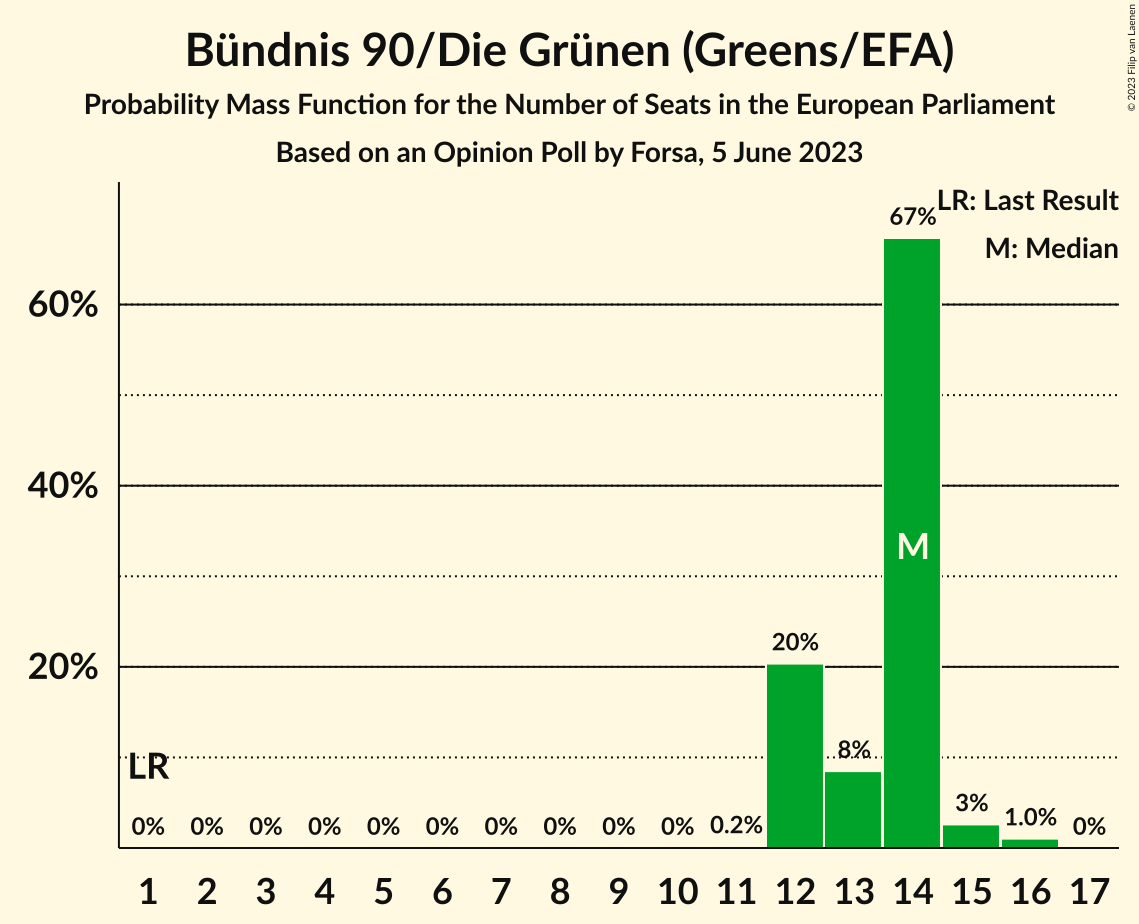 Bündnis 90/Die Grünen (Greens/EFA)
Probability Mass Function for the Number of Seats in the European Parliament
Based on an Opinion Poll by Forsa, 5 June 2023
© 2023 Filip van Laenen
LR: Last Result
M: Median
67%
60%
40%
M
20%
20%
8%
LR
3%
0% 0% 0% 0% 0% 0% 0% 0% 0% 0% 0.2% 1.0% 0%
1 2 3 4 5 6 7 8 9 10 11 12 13 14 15 16 17